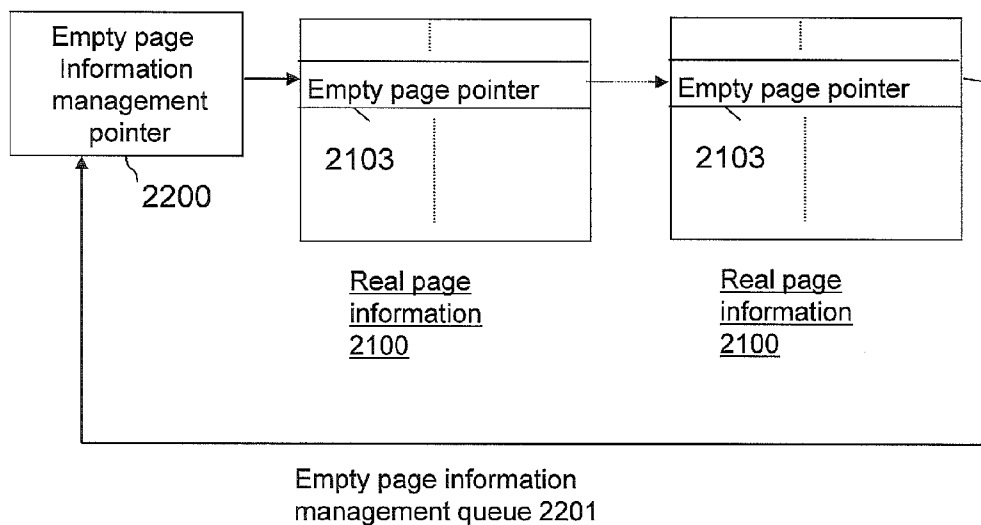 Empty page
Information
management
pointer
2200
Empty page pointer
2103
Real page
information
2100
Empty page pointer
2103
Real page
information
2100
Empty page information
management queue 2201